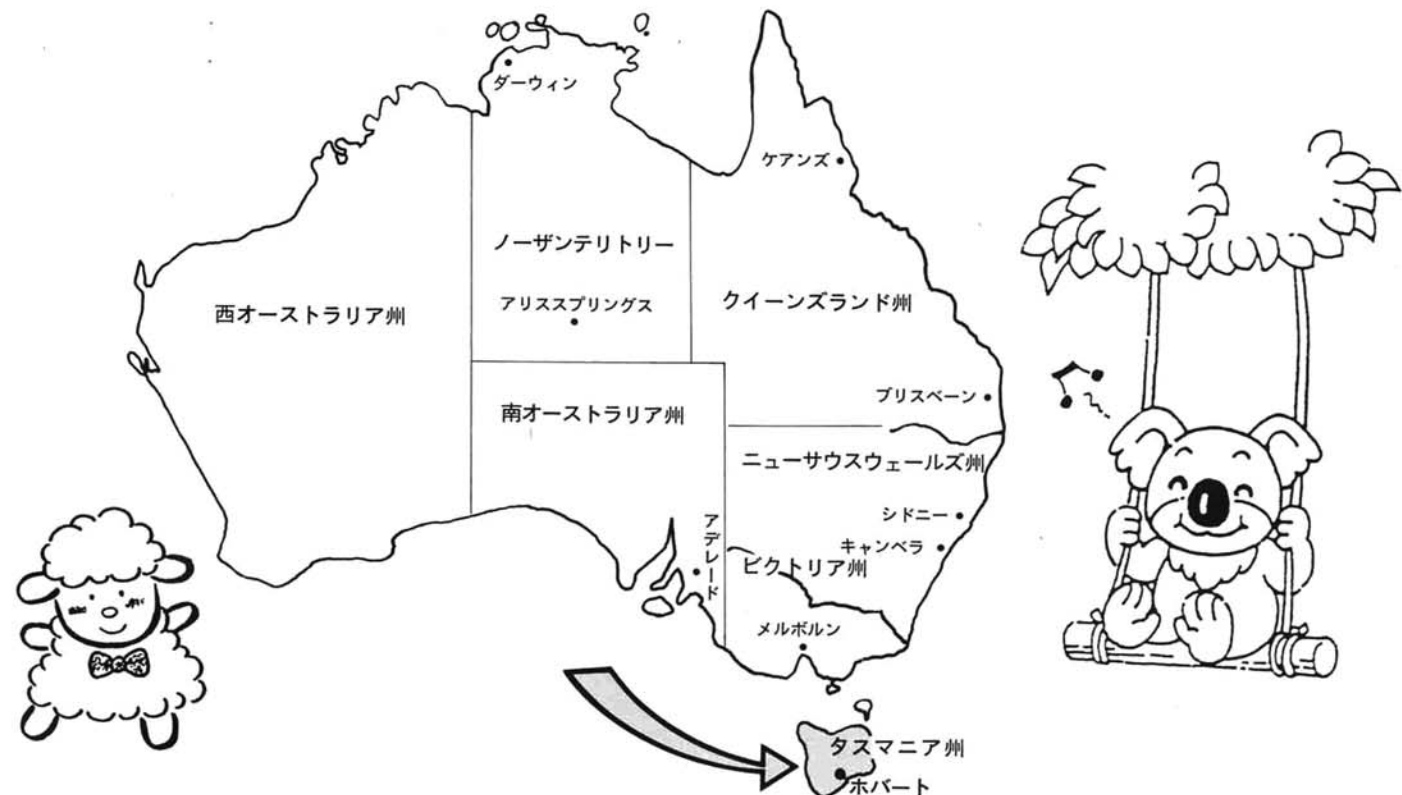 ダーウィン
ケアンズ
ノーザンテリトリー
アリススプリングス
西オーストラリア州
クイーンズランド州
ブリスベーン
南オーストラリア州
ニューサウスウェールズ州
シドニー
アデレード
キャンベラ
ビクトリア州
メルボルン
タスマニア州
ホバート